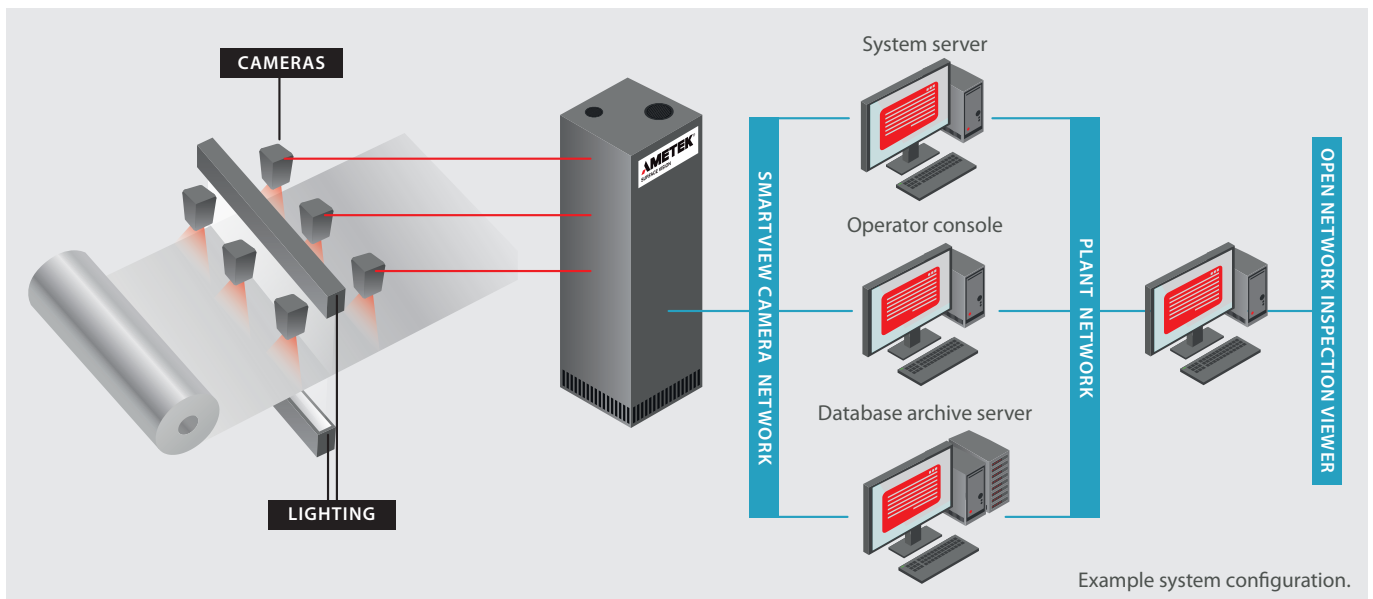 CAMERAS
LIGHTING
AMETEK®
SURFACE VISION
SMARTVIEW CAMERA NETWORK
System server
Operator console
Database archive server
PLANT NETWORK
OPEN NETWORK INSPECTION VIEWER
Example system configuration.